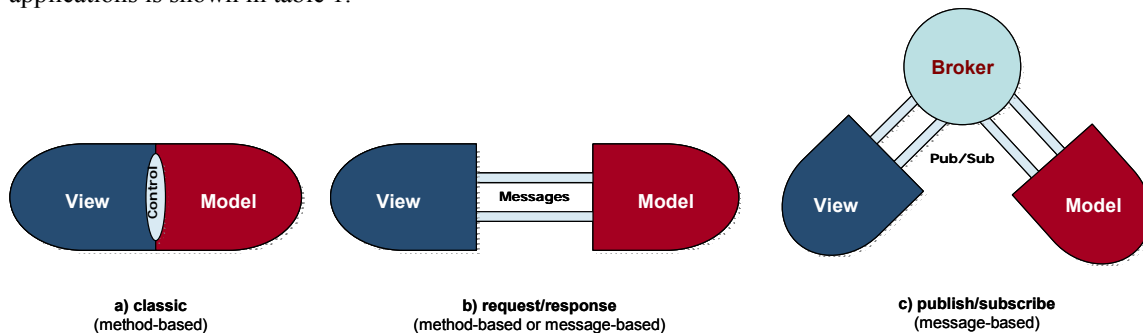 applications is shown in table 1.
Broker
Pub/Sub
View
Control
Model
View
Messages
Model
View
Model
a) classic
(method-based)
b) request/response
(method-based or message-based)
c) publish/subscribe
(message-based)